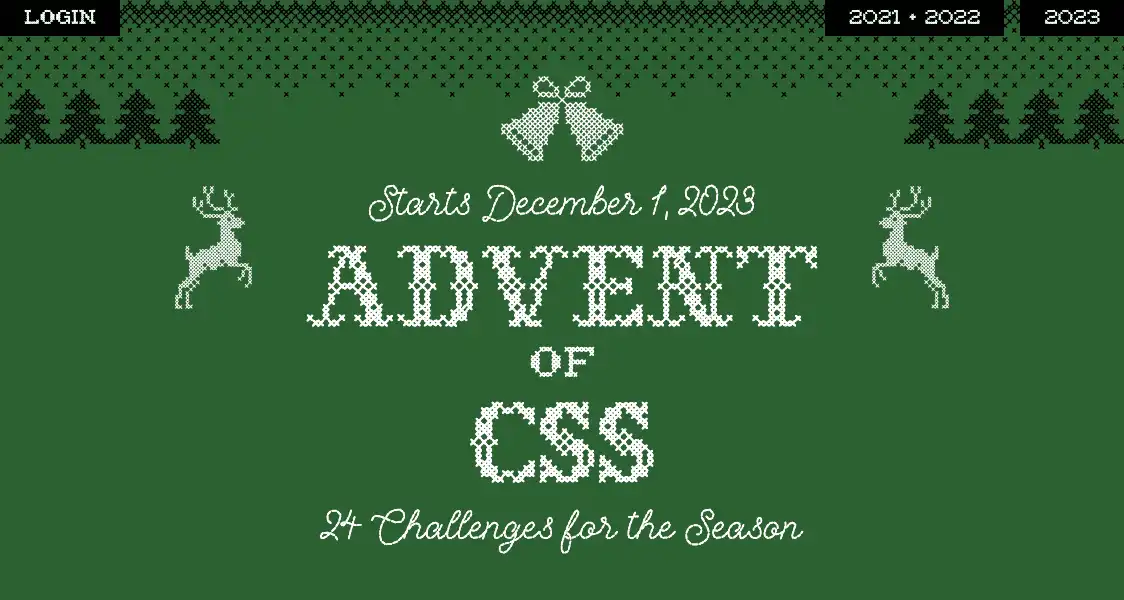 LOGIN
2021 + 2022
2023
Starts December 1, 2023
ADVENT
OF
CSS
24 Challenges for the Season